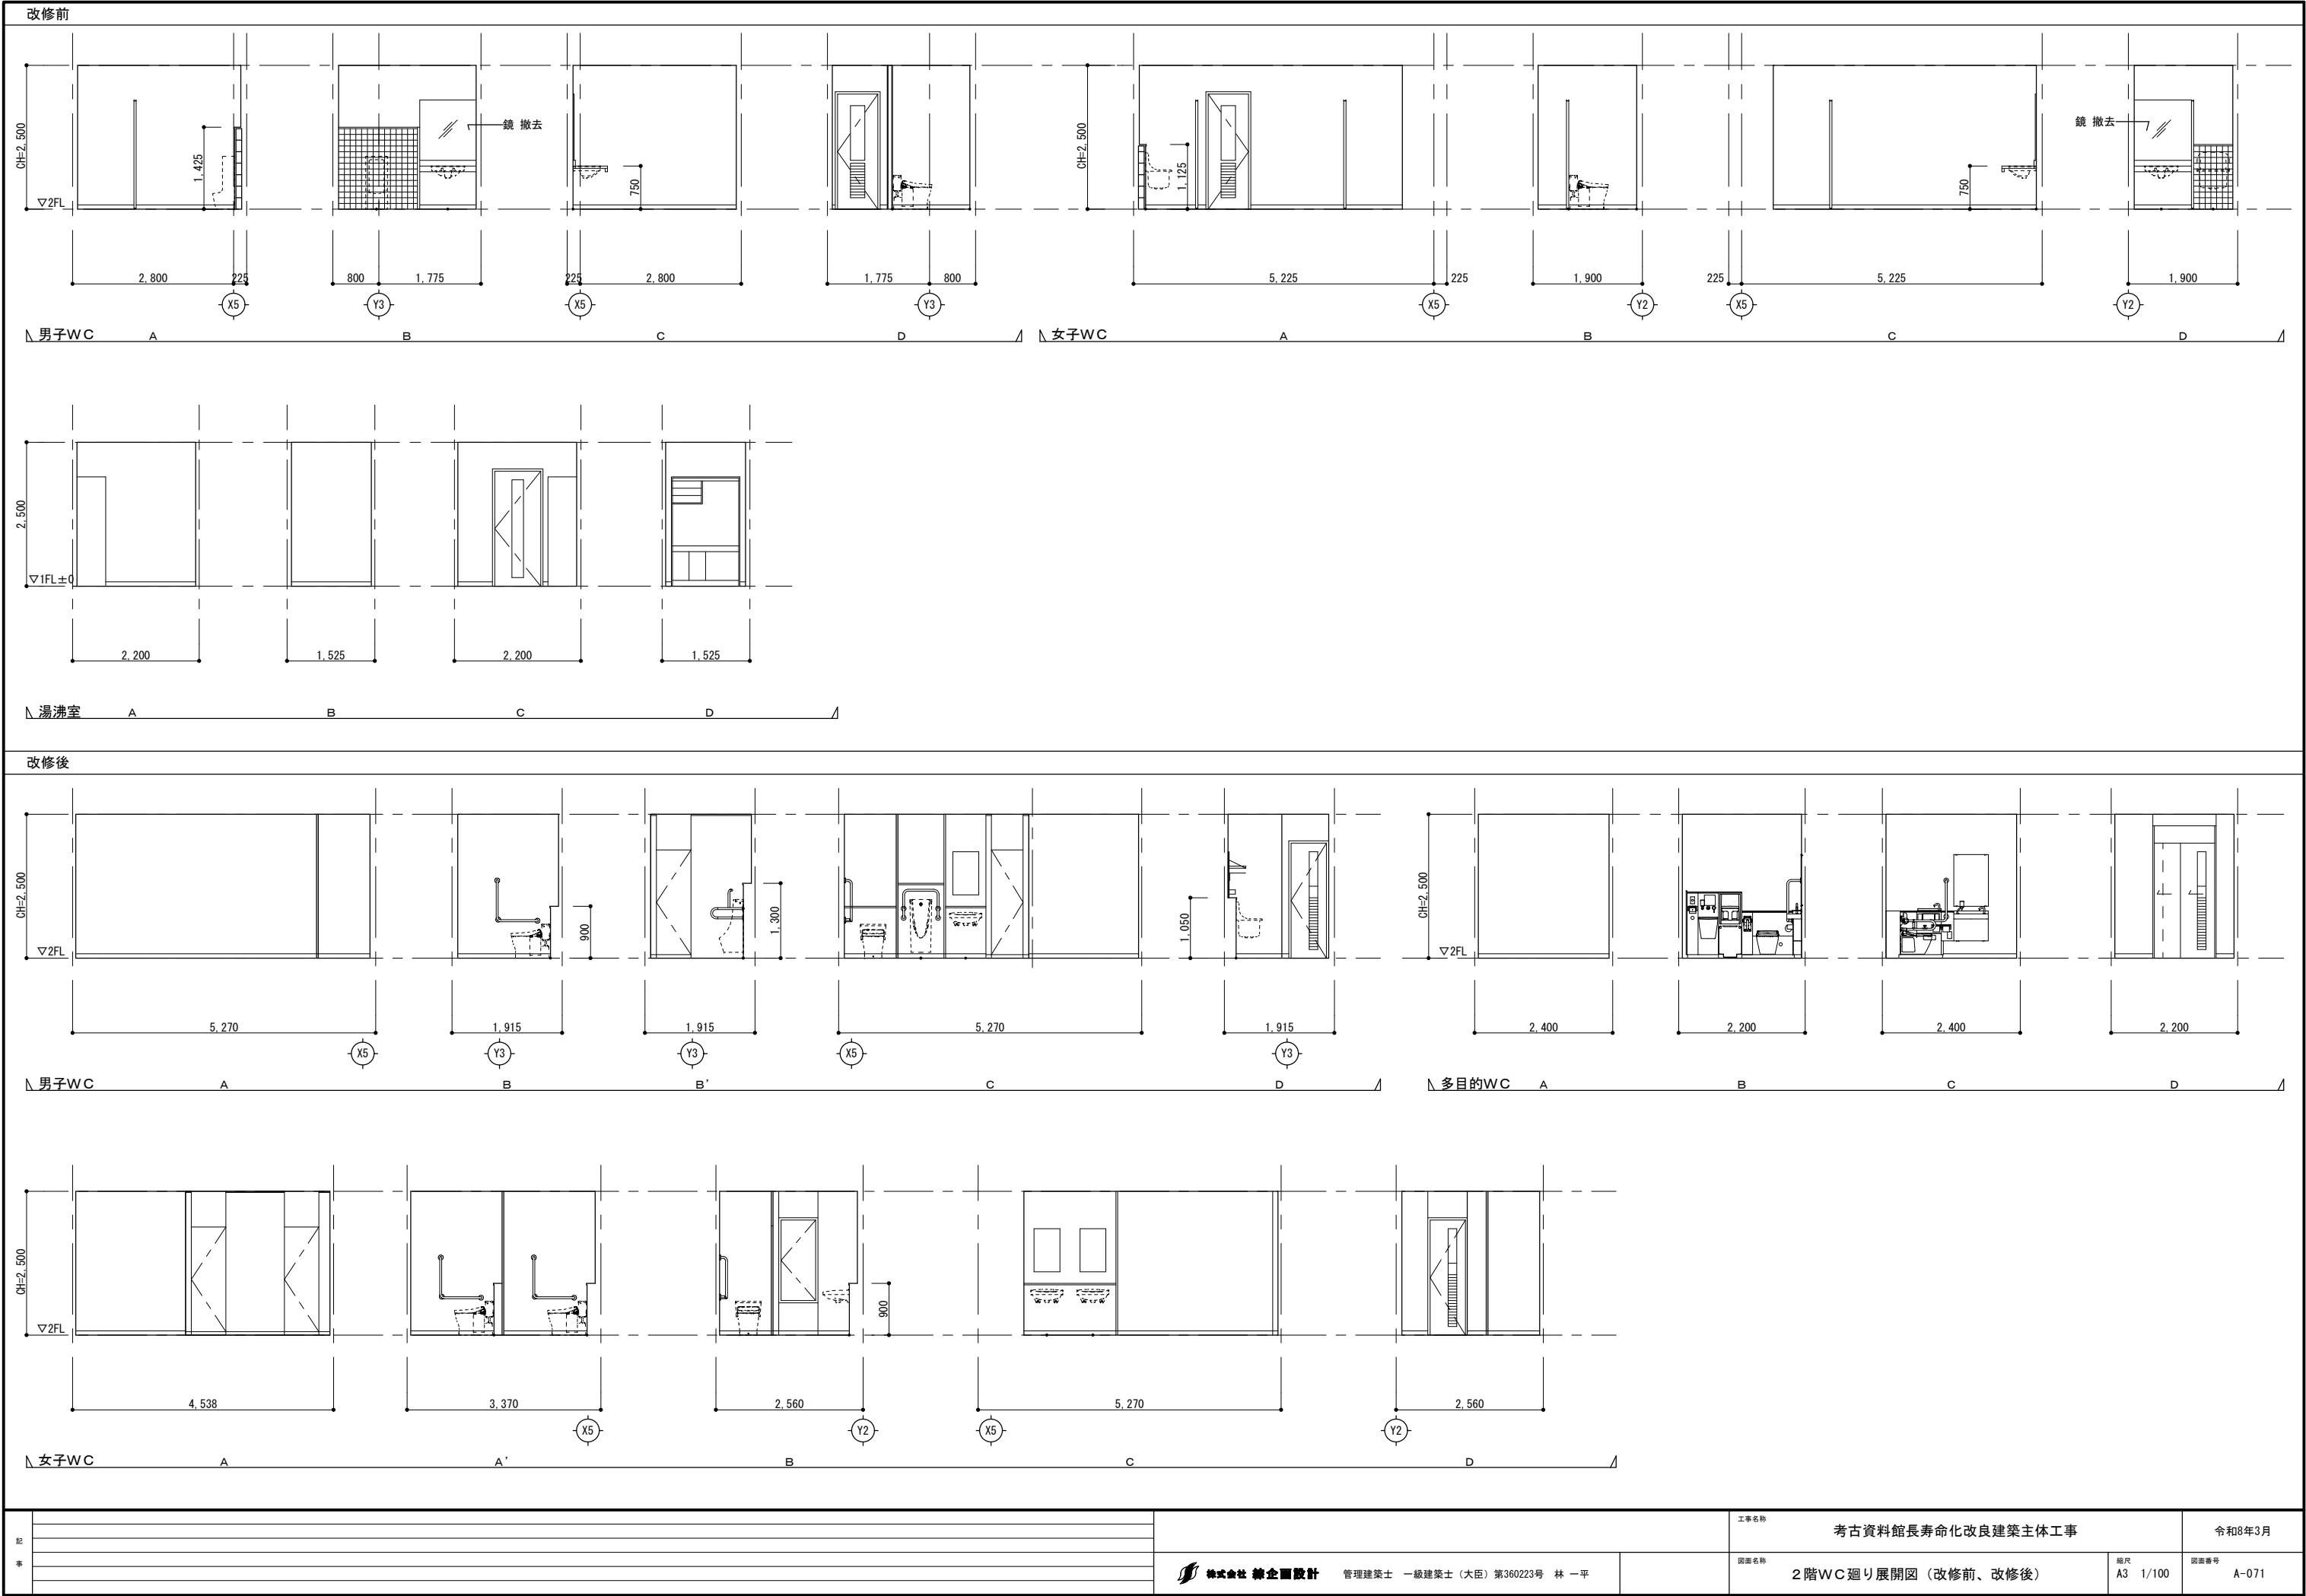 改修前
CH=2,500
▽2FL
1,425
鏡 撤去
750
CH=2,500
1,125
750
鏡 撤去
2,800 225 800 1,775 225 2,800 1,775 800 5,225 225 1,900 225 5,225 1,900
X5 Y3 X5 Y3 X5 Y2 X5 Y2
男子WC A B C D
女子WC A B C D
2,500
▽1FL±0
2,200 1,525 2,200 1,525
湯沸室 A B C D
改修後
CH=2,500
▽2FL
900
1,300
1,050
CH=2,500
▽2FL
5,270 1,915 1,915 5,270 1,915 2,400 2,200 2,400 2,200
X5 Y3 Y3 X5 Y3
男子WC A B B' C D
多目的WC A B C D
CH=2,500
▽2FL
900
4,538 3,370 2,560 5,270 2,560
X5 Y2 X5 Y2
女子WC A A' B C D
記事
株式会社 綜企画設計 管理建築士 一級建築士（大臣）第360223号 林 一平
工事名称
考古資料館長寿命化改良建築主体工事
令和8年3月
図面名称
２階ＷＣ廻り展開図（改修前、改修後）
縮尺
A3 1/100
図面番号
A-071